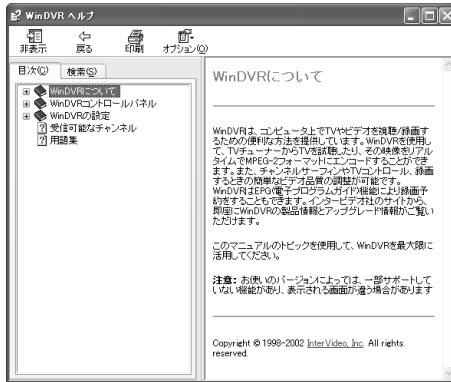 WinDVR ヘルプ
非表示
戻る
印刷
オプション(O)
目次(C)
検索(S)
WinDVRについて
WinDVRコントロールパネル
WinDVRの設定
受信可能なチャンネル
用語集
WinDVRについて
WinDVRは、コンピュータ上でTVやビデオを視聴/録画す
るための便利な方法を提供しています。WinDVRを使用し
て、TVチューナーからTVを試聴したり、その映像をリアル
タイムでMPEG-2フォーマットにエンコードすることができ
ます。また、チャンネルサーフィンやTVコントロール、録画
するときの簡単なビデオ品質の調整が可能です。
WinDVRはEPG(電子プログラムガイド)機能により録画予
約をすることもできます。インタービデオ社のサイトから、
即座にWinDVRの製品情報とアップグレード情報がご覧い
ただけます。
このマニュアルのトピックを使用して、WinDVRを最大限に
活用してください。
注意: お使いのバージョンによっては、一部サポートして
いない機能があり、表示される画面が違う場合があります
Copyright © 1998-2002 InterVideo, Inc. All rights
reserved.